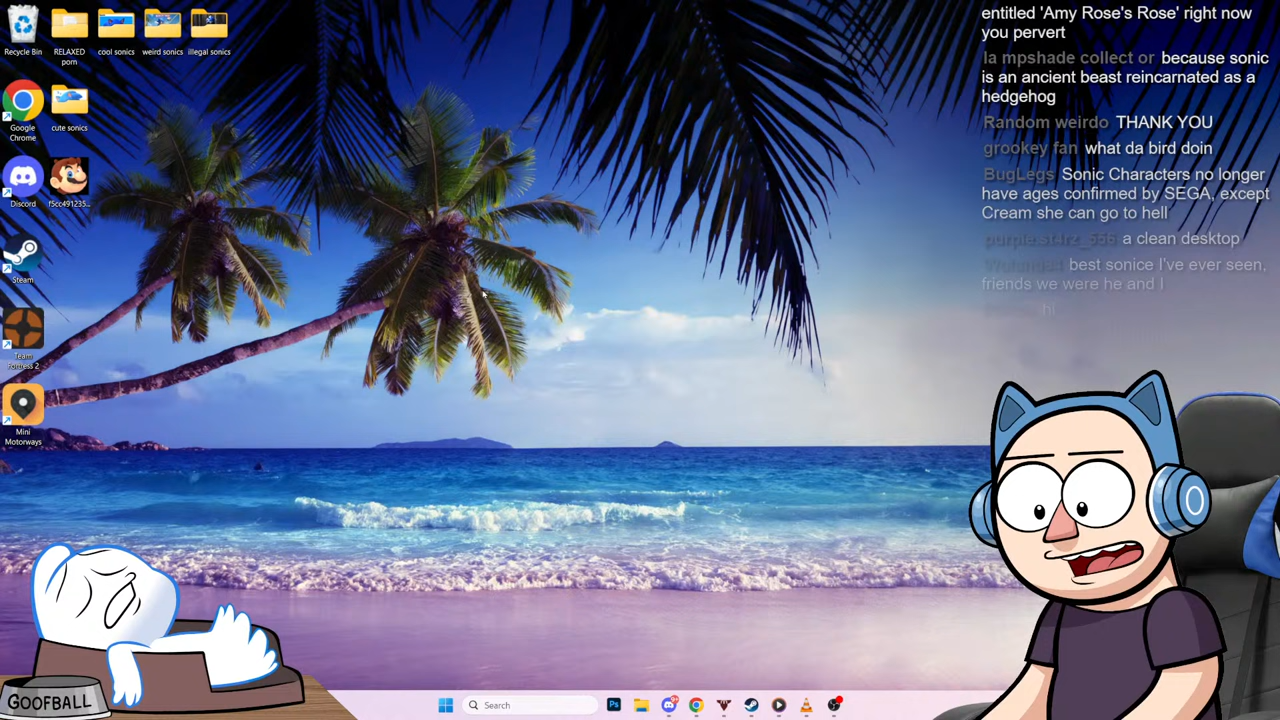 Recycle Bin
RELAXED
porn
cool sonics
weird sonics
illegal sonics
Google
Chrome
cute sonics
Discord
f5cc491235...
Steam
Team
Fortress 2
Mini
Motorways
entitled 'Amy Rose's Rose' right now
you pervert
la mpshade collect or because sonic
is an ancient beast reincarnated as a
hedgehog
Random weirdo THANK YOU
grookey fan what da bird doin
BugLegs Sonic Characters no longer
have ages confirmed by SEGA, except
Cream she can go to hell
a clean desktop
best sonice I've ever seen,
friends we were he and I
hi
GOOFBALL
Search
Ps
9+